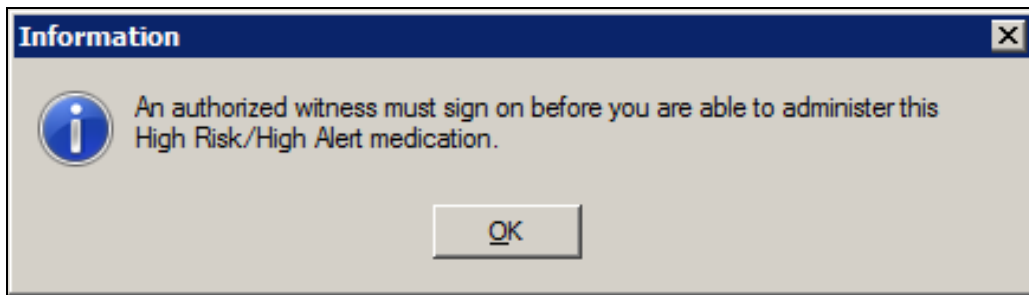 Information
An authorized witness must sign on before you are able to administer this
High Risk/High Alert medication.
OK